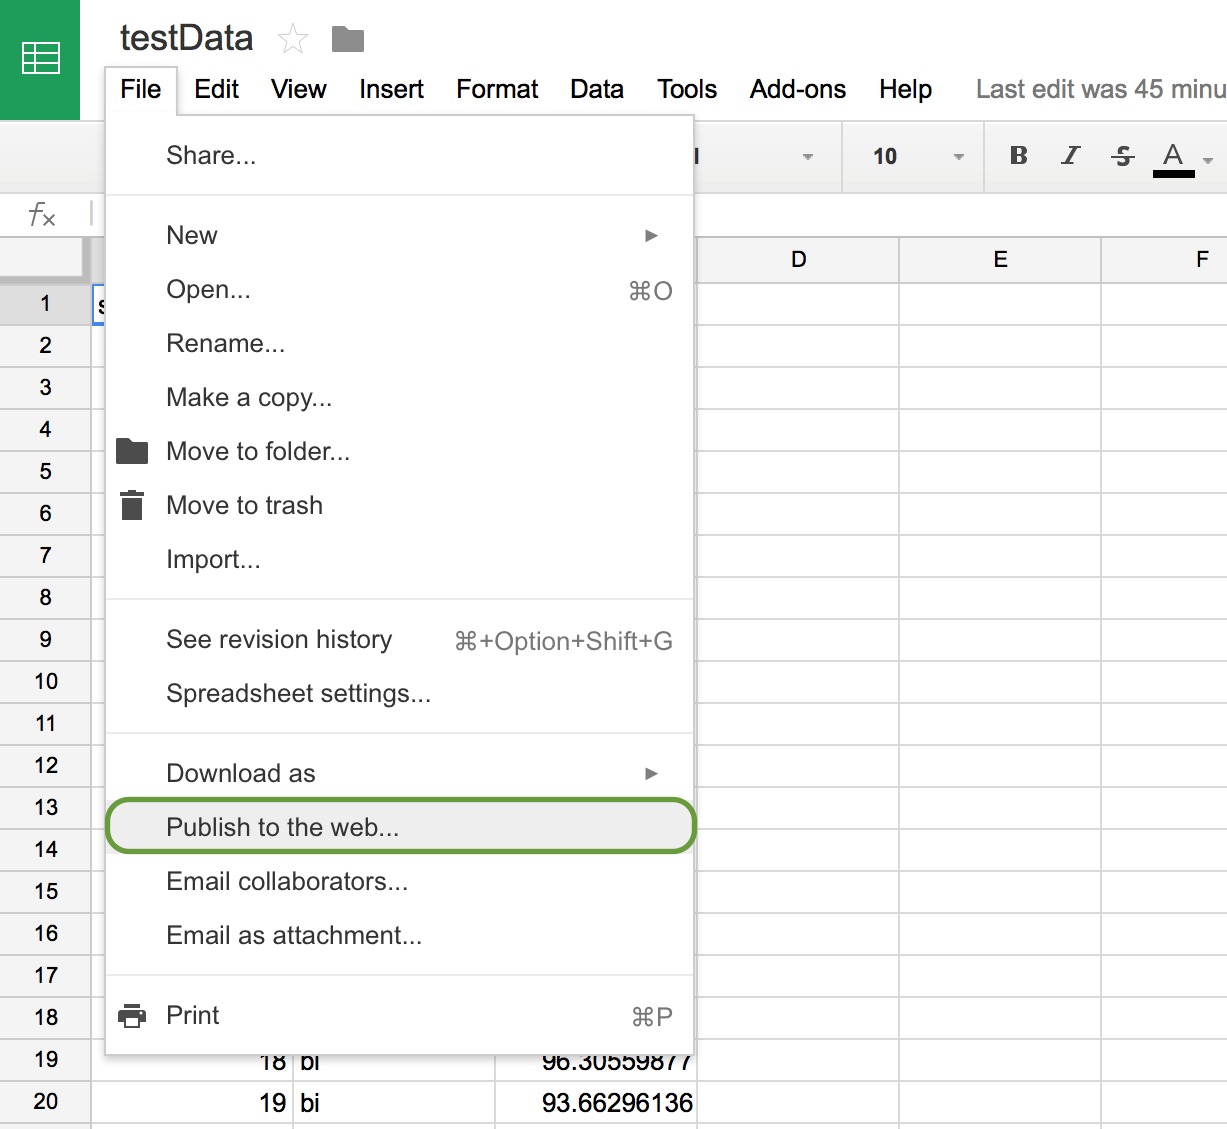 testData
File Edit View Insert Format Data Tools Add-ons Help Last edit was 45 minu
10 B I S A
fx
D E F
Share...
New ►
Open... ⌘O
Rename...
Make a copy...
Move to folder...
Move to trash
Import...
See revision history ⌘+Option+Shift+G
Spreadsheet settings...
Download as ►
Publish to the web...
Email collaborators...
Email as attachment...
Print ⌘P
1
2
3
4
5
6
7
8
9
10
11
12
13
14
15
16
17
18
19 18 bi 96.30559877
20 19 bi 93.66296136